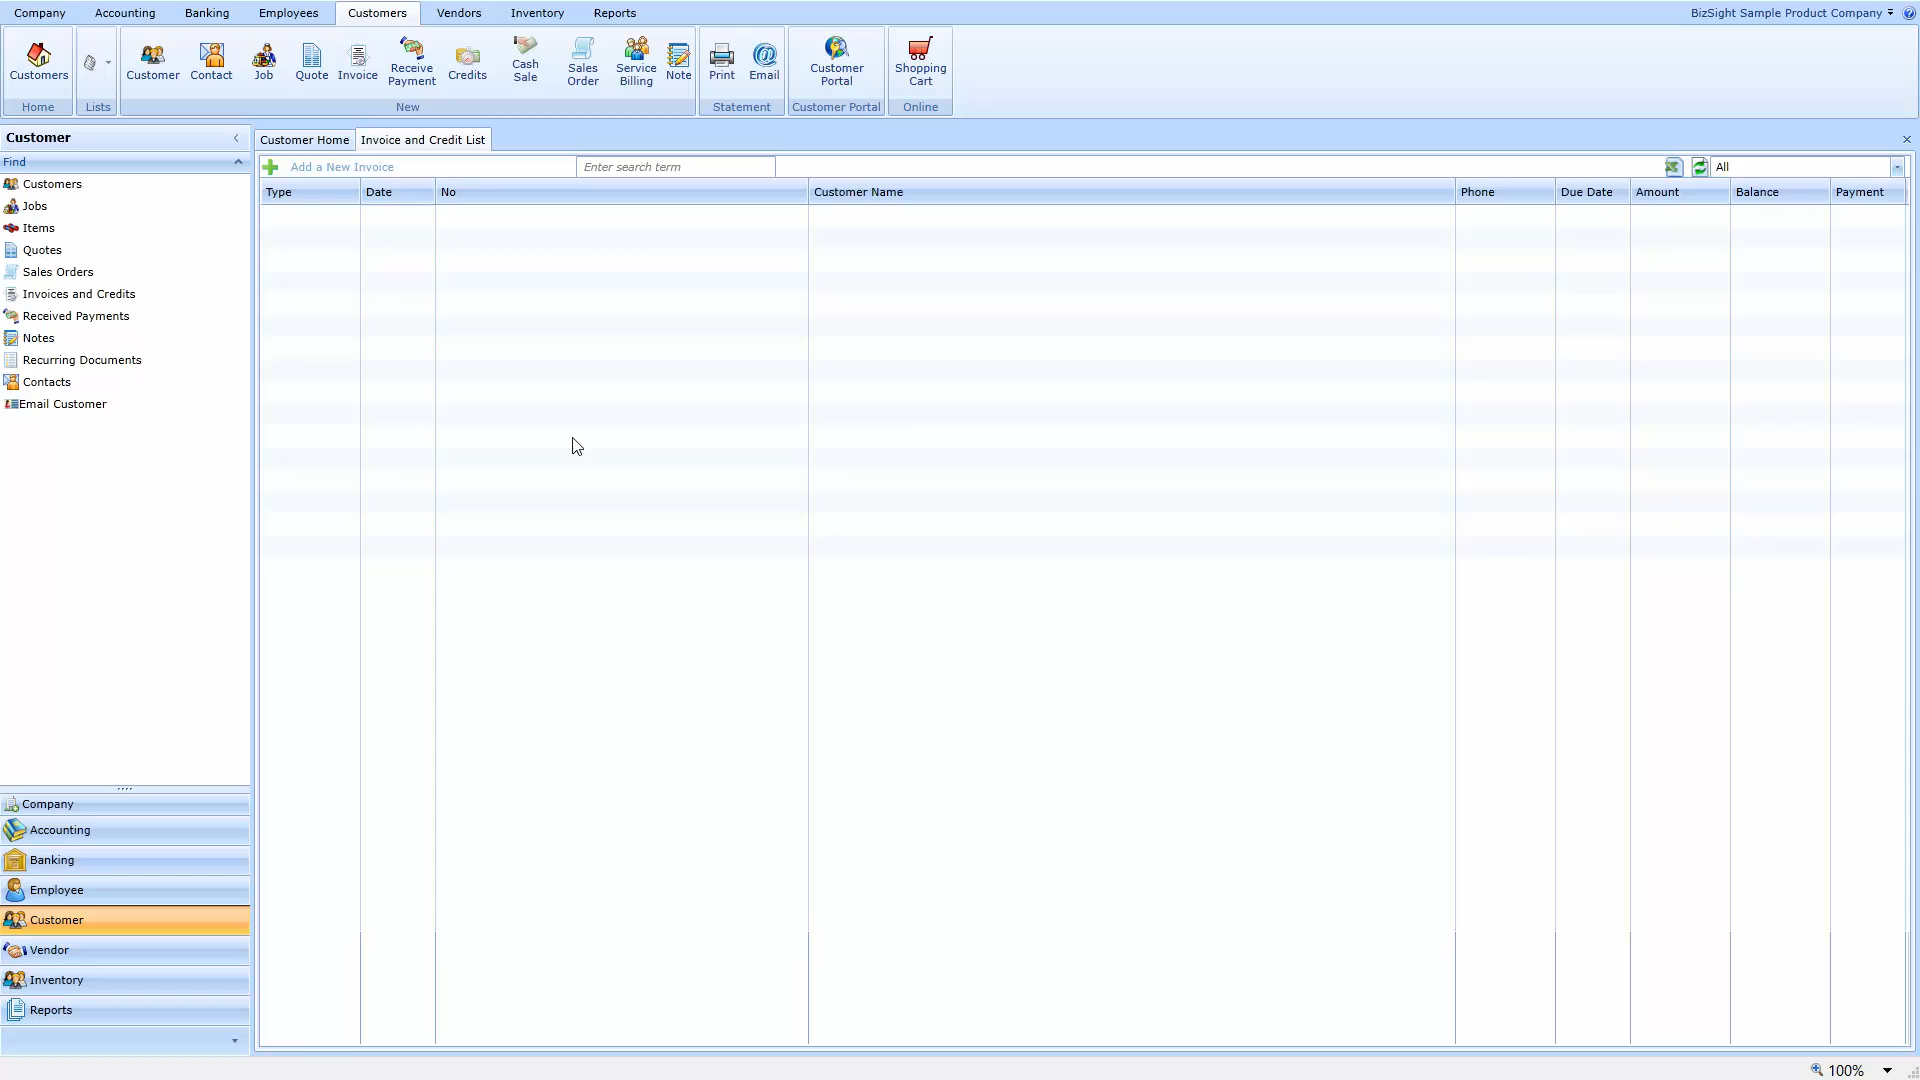 Company Accounting Banking Employees Customers Vendors Inventory Reports BizSight Sample Product Company
Customers Customer Contact Job Quote Invoice Receive Payment Credits Cash Sale Sales Order Service Billing Note Print Email Customer Portal Shopping Cart
Home Lists New Statement Customer Portal Online
Customer
Customer Home Invoice and Credit List
Find
Add a New Invoice Enter search term All
Type Date No Customer Name Phone Due Date Amount Balance Payment
Customers
Jobs
Items
Quotes
Sales Orders
Invoices and Credits
Received Payments
Notes
Recurring Documents
Contacts
Email Customer
Company
Accounting
Banking
Employee
Customer
Vendor
Inventory
Reports
100%